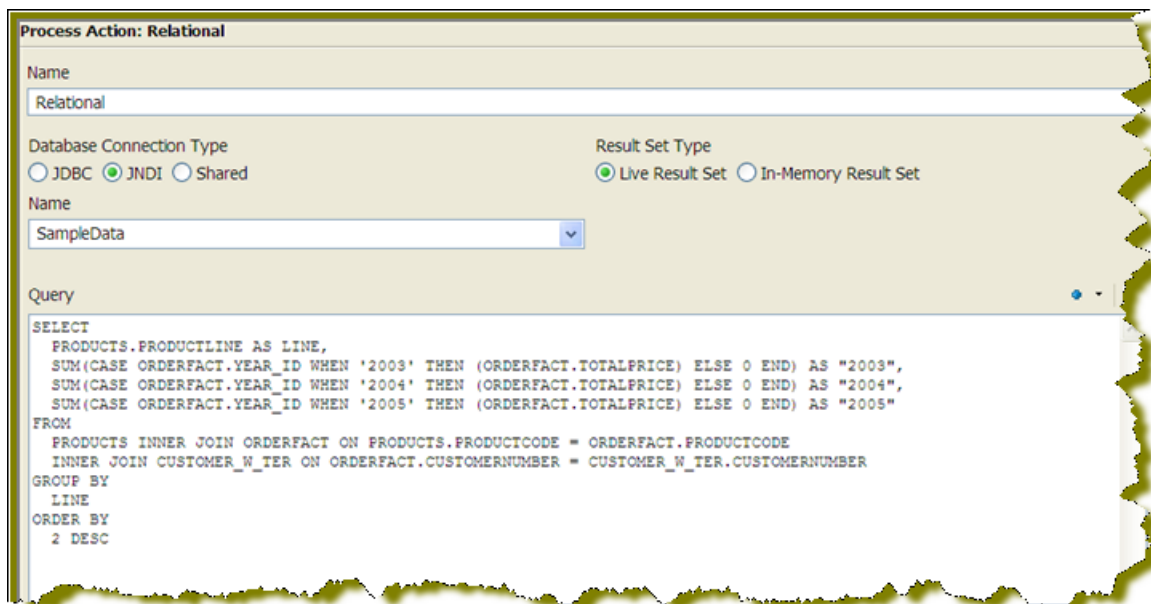 Process Action: Relational
Name
Relational
Database Connection Type
JDBC JNDI Shared
Result Set Type
Live Result Set In-Memory Result Set
Name
SampleData
Query
SELECT
PRODUCTS.PRODUCTLINE AS LINE,
SUM(CASE ORDERFACT.YEAR_ID WHEN '2003' THEN (ORDERFACT.TOTALPRICE) ELSE 0 END) AS "2003",
SUM(CASE ORDERFACT.YEAR_ID WHEN '2004' THEN (ORDERFACT.TOTALPRICE) ELSE 0 END) AS "2004",
SUM(CASE ORDERFACT.YEAR_ID WHEN '2005' THEN (ORDERFACT.TOTALPRICE) ELSE 0 END) AS "2005"
FROM
PRODUCTS INNER JOIN ORDERFACT ON PRODUCTS.PRODUCTCODE = ORDERFACT.PRODUCTCODE
INNER JOIN CUSTOMER_W_TER ON ORDERFACT.CUSTOMERNUMBER = CUSTOMER_W_TER.CUSTOMERNUMBER
GROUP BY
LINE
ORDER BY
2 DESC